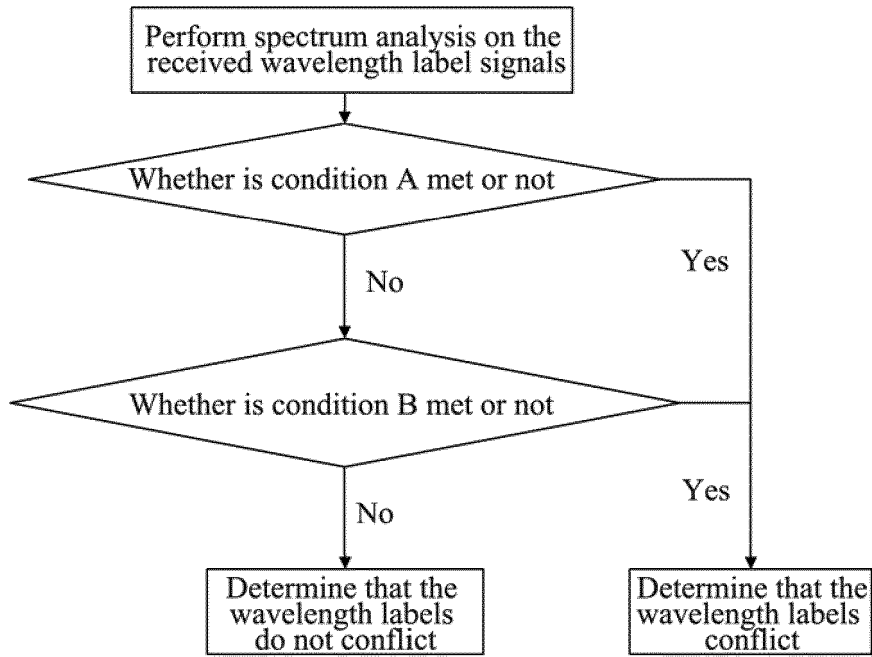 Perform spectrum analysis on the
received wavelength label signals
Whether is condition A met or not
Yes
No
Whether is condition B met or not
Yes
No
Determine that the
wavelength labels
do not conflict
Determine that the
wavelength labels
conflict